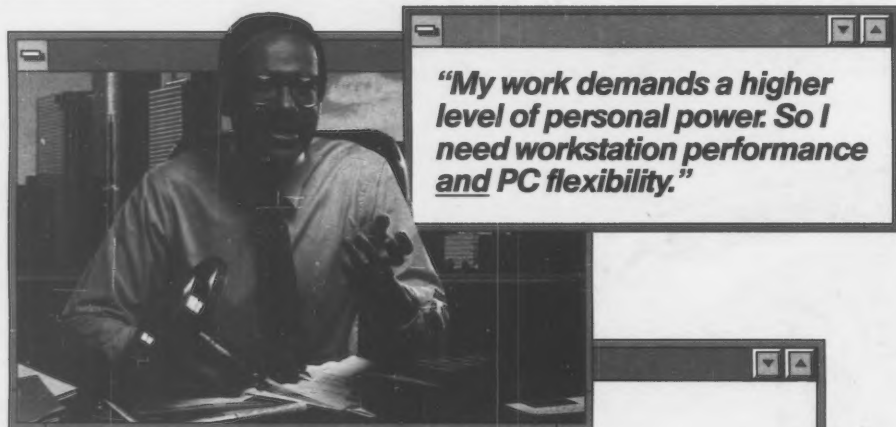 “My work demands a higher
level of personal power. So I
need workstation performance
and PC flexibility.”